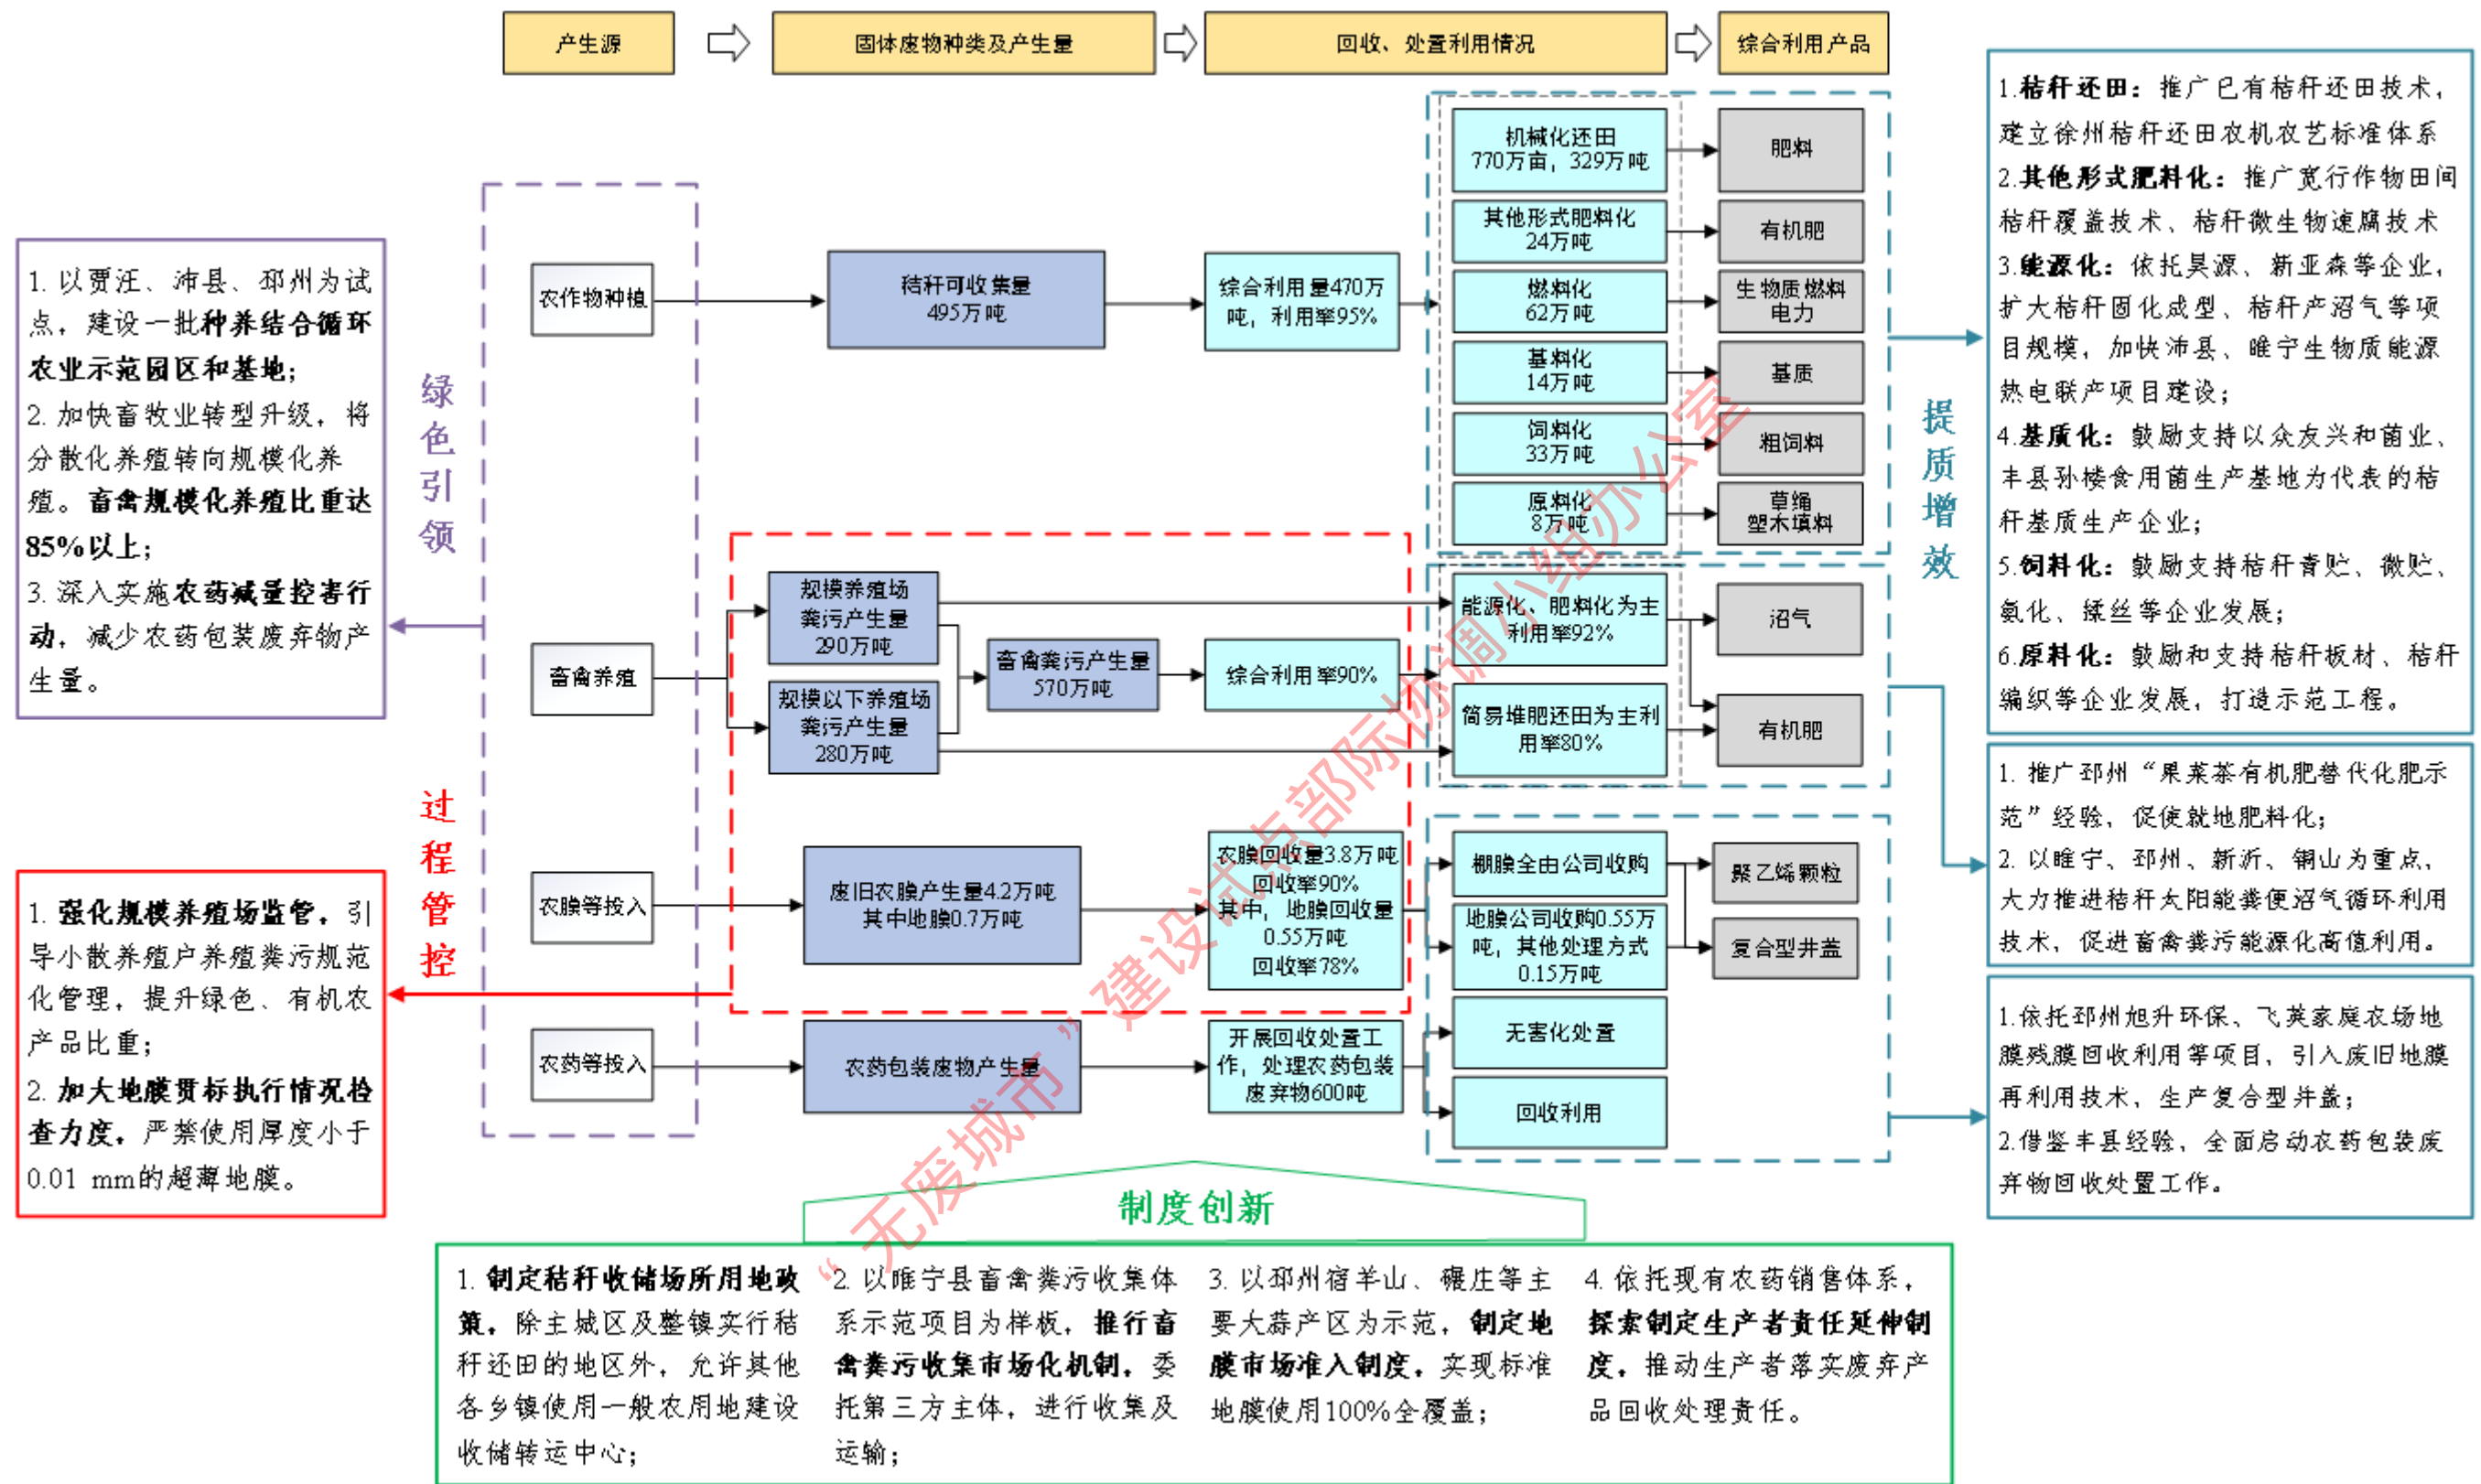 产生源
固体废物种类及产生量
回收、处置利用情况
综合利用产品
1. 以贾汪、沛县、邳州为试
点，建设一批种养结合循环
农业示范园区和基地；
2. 加快畜牧业转型升级，将
分散化养殖转向规模化养
殖。畜禽规模化养殖比重达
85%以上；
3. 深入实施农药减量控害行
动，减少农药包装废弃物产
生量。
绿色引领
过程管控
1. 强化规模养殖场监管，引
导小散养殖户养殖粪污规范
化管理，提升绿色、有机农
产品比重；
2. 加大地膜贯标执行情况检
查力度，严禁使用厚度小于
0.01 mm的超薄地膜。
农作物种植
秸秆可收集量
495万吨
综合利用量470万
吨，利用率95%
机械化还田
770万亩，329万吨
肥料
其他形式肥料化
24万吨
有机肥
燃料化
62万吨
生物质燃料
电力
基料化
14万吨
基质
饲料化
33万吨
粗饲料
原料化
8万吨
草绳
塑木填料
畜禽养殖
规模养殖场
粪污产生量
290万吨
规模以下养殖场
粪污产生量
280万吨
畜禽粪污产生量
570万吨
综合利用率90%
能源化、肥料化为主
利用率92%
沼气
简易堆肥还田为主利
用率80%
有机肥
农膜等投入
废旧农膜产生量4.2万吨
其中地膜0.7万吨
农膜回收量3.8万吨
回收率90%
其中，地膜回收量
0.55万吨
回收率78%
棚膜全由公司收购
聚乙烯颗粒
地膜公司收购0.55万
吨，其他处理方式
0.15万吨
复合型井盖
农药等投入
农药包装废物产生量
开展回收处置工
作，处理农药包装
废弃物600吨
无害化处置
回收利用
提质增效
1.秸秆还田：推广已有秸秆还田技术，
建立徐州秸秆还田农机农艺标准体系
2.其他形式肥料化：推广宽行作物田间
秸秆覆盖技术、秸秆微生物速腐技术
3.能源化：依托昊源、新亚森等企业，
扩大秸秆固化成型、秸秆产沼气等项
目规模，加快沛县、睢宁生物质能源
热电联产项目建设；
4.基质化：鼓励支持以众友兴和菌业、
丰县孙楼食用菌生产基地为代表的秸
秆基质生产企业；
5.饲料化：鼓励支持秸秆青贮、微贮、
氨化、揉丝等企业发展；
6.原料化：鼓励和支持秸秆板材、秸秆
编织等企业发展，打造示范工程。
1. 推广邳州“果菜茶有机肥替代化肥示
范”经验，促使就地肥料化；
2. 以睢宁、邳州、新沂、铜山为重点，
大力推进秸秆太阳能粪便沼气循环利用
技术，促进畜禽粪污能源化高值利用。
1.依托邳州旭升环保、飞英家庭农场地
膜残膜回收利用等项目，引入废旧地膜
再利用技术，生产复合型井盖；
2.借鉴丰县经验，全面启动农药包装废
弃物回收处置工作。
制度创新
1. 制定秸秆收储场所用地政
策，除主城区及整镇实行秸
秆还田的地区外，允许其他
各乡镇使用一般农用地建设
收储转运中心；
2. 以睢宁县畜禽粪污收集体
系示范项目为样板，推行畜
禽粪污收集市场化机制，委
托第三方主体，进行收集及
运输；
3. 以邳州宿羊山、碾庄等主
要大蒜产区为示范，制定地
膜市场准入制度，实现标准
地膜使用100%全覆盖；
4. 依托现有农药销售体系，
探索制定生产者责任延伸制
度，推动生产者落实废弃产
品回收处理责任。
“无废城市”建设试点部际协调小组办公室